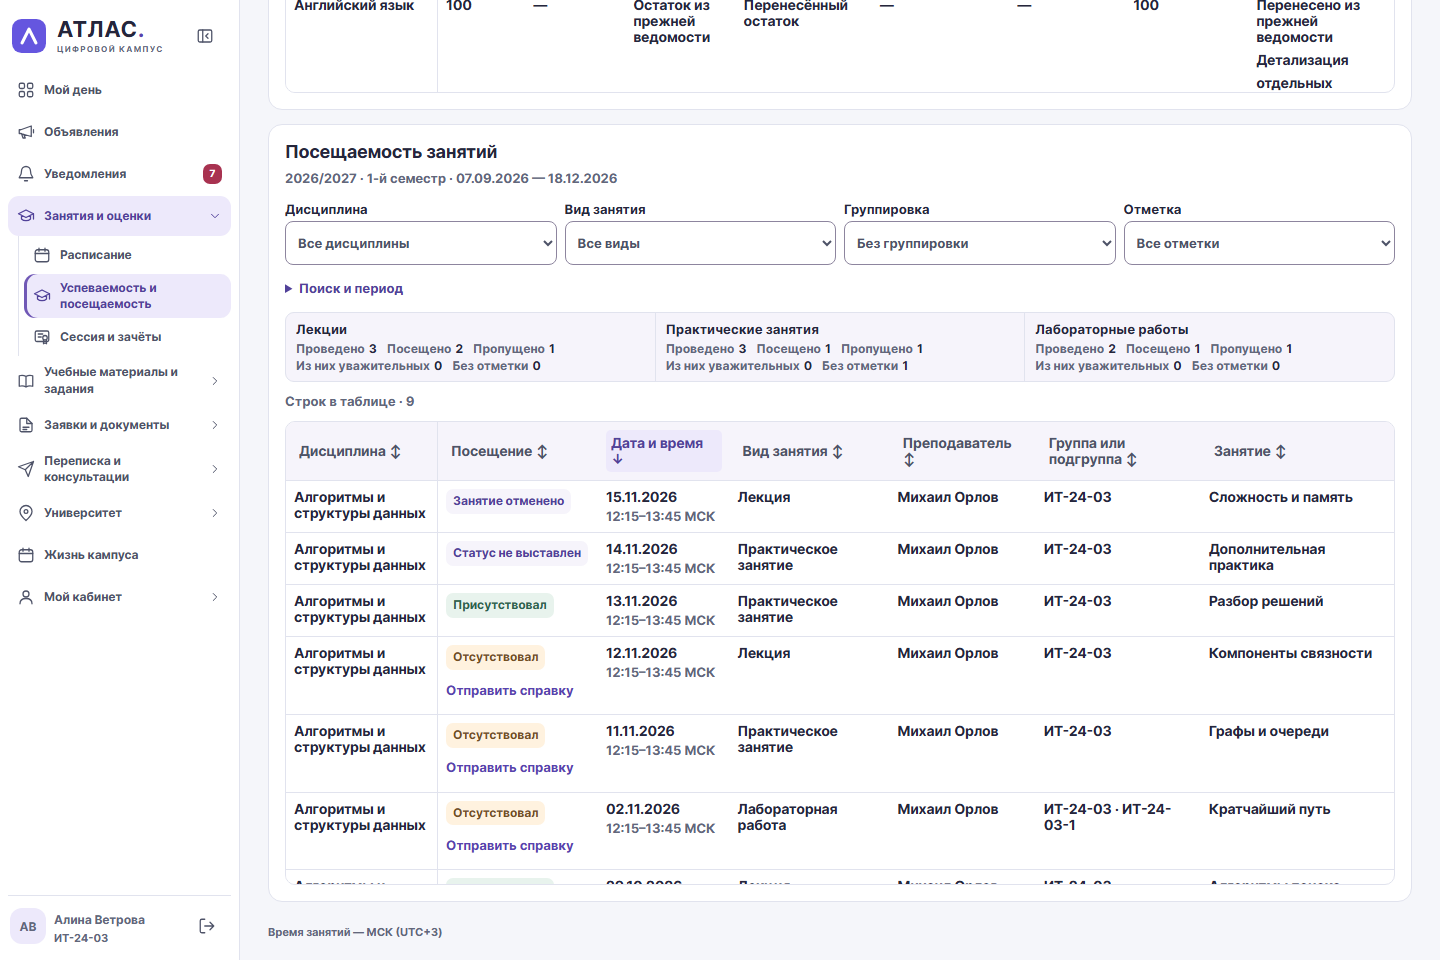 АТЛАС.
ЦИФРОВОЙ КАМПУС
Мой день
Объявления
Уведомления 7
Занятия и оценки
Расписание
Успеваемость и
посещаемость
Сессия и зачёты
Учебные материалы и
задания
Заявки и документы
Переписка и
консультации
Университет
Жизнь кампуса
Мой кабинет
АВ
Алина Ветрова
ИТ-24-03
Английский язык 100 — Остаток из Перенесённый — — 100 Перенесено из
прежней остаток прежней
ведомости ведомости
Детализация
отдельных
Посещаемость занятий
2026/2027 · 1-й семестр · 07.09.2026 — 18.12.2026
Дисциплина Вид занятия Группировка Отметка
Все дисциплины Все виды Без группировки Все отметки
Поиск и период
Лекции
Проведено 3 Посещено 2 Пропущено 1
Из них уважительных 0 Без отметки 0
Практические занятия
Проведено 3 Посещено 1 Пропущено 1
Из них уважительных 0 Без отметки 1
Лабораторные работы
Проведено 2 Посещено 1 Пропущено 1
Из них уважительных 0 Без отметки 0
Строк в таблице · 9
Дисциплина ↕ Посещение ↕ Дата и время ↓ Вид занятия ↕ Преподаватель ↕ Группа или подгруппа ↕ Занятие ↕
Алгоритмы и Занятие отменено 15.11.2026 Лекция Михаил Орлов ИТ-24-03 Сложность и память
структуры данных 12:15–13:45 МСК
Алгоритмы и Статус не выставлен 14.11.2026 Практическое Михаил Орлов ИТ-24-03 Дополнительная
структуры данных 12:15–13:45 МСК занятие практика
Алгоритмы и Присутствовал 13.11.2026 Практическое Михаил Орлов ИТ-24-03 Разбор решений
структуры данных 12:15–13:45 МСК занятие
Алгоритмы и Отсутствовал 12.11.2026 Лекция Михаил Орлов ИТ-24-03 Компоненты связности
структуры данных 12:15–13:45 МСК
Отправить справку
Алгоритмы и Отсутствовал 11.11.2026 Практическое Михаил Орлов ИТ-24-03 Графы и очереди
структуры данных 12:15–13:45 МСК занятие
Отправить справку
Алгоритмы и Отсутствовал 02.11.2026 Лабораторная Михаил Орлов ИТ-24-03 · ИТ-24- Кратчайший путь
структуры данных 12:15–13:45 МСК работа 03-1
Отправить справку
Время занятий — МСК (UTC+3)